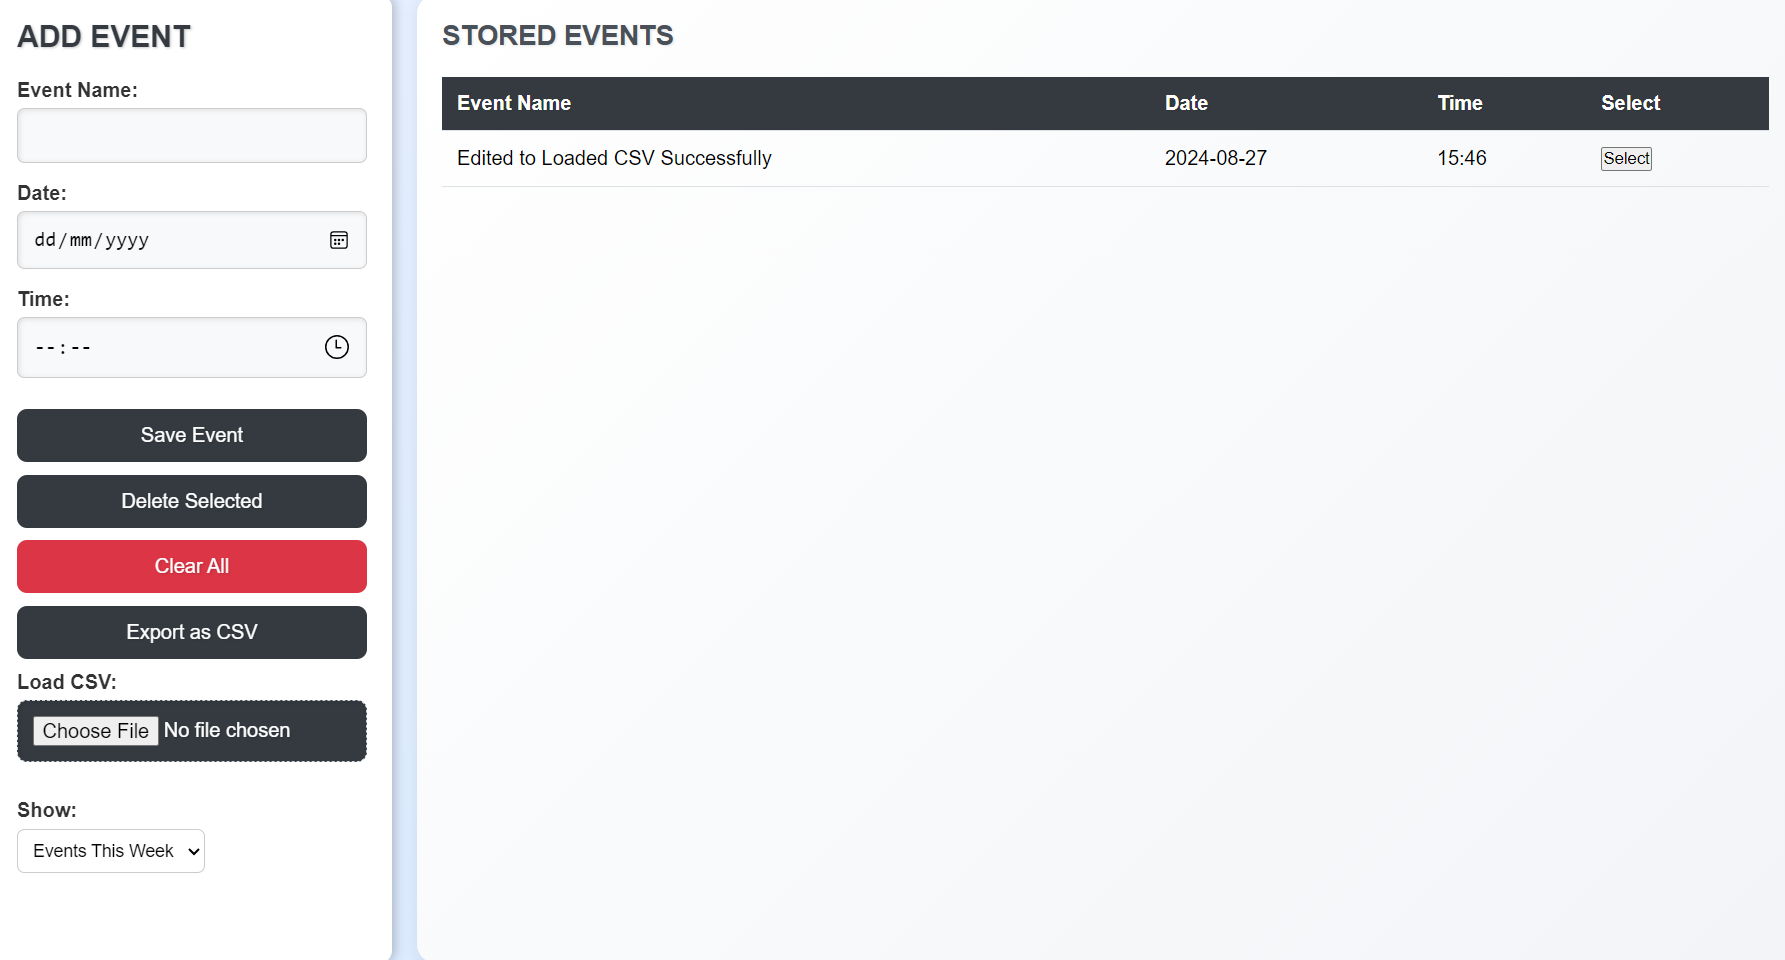 ADD EVENT
Event Name:
Date:
dd/mm/yyyy
Time:
--:--
Save Event
Delete Selected
Clear All
Export as CSV
Load CSV:
Choose File No file chosen
Show:
Events This Week
STORED EVENTS
Event Name Date Time Select
Edited to Loaded CSV Successfully 2024-08-27 15:46 Select